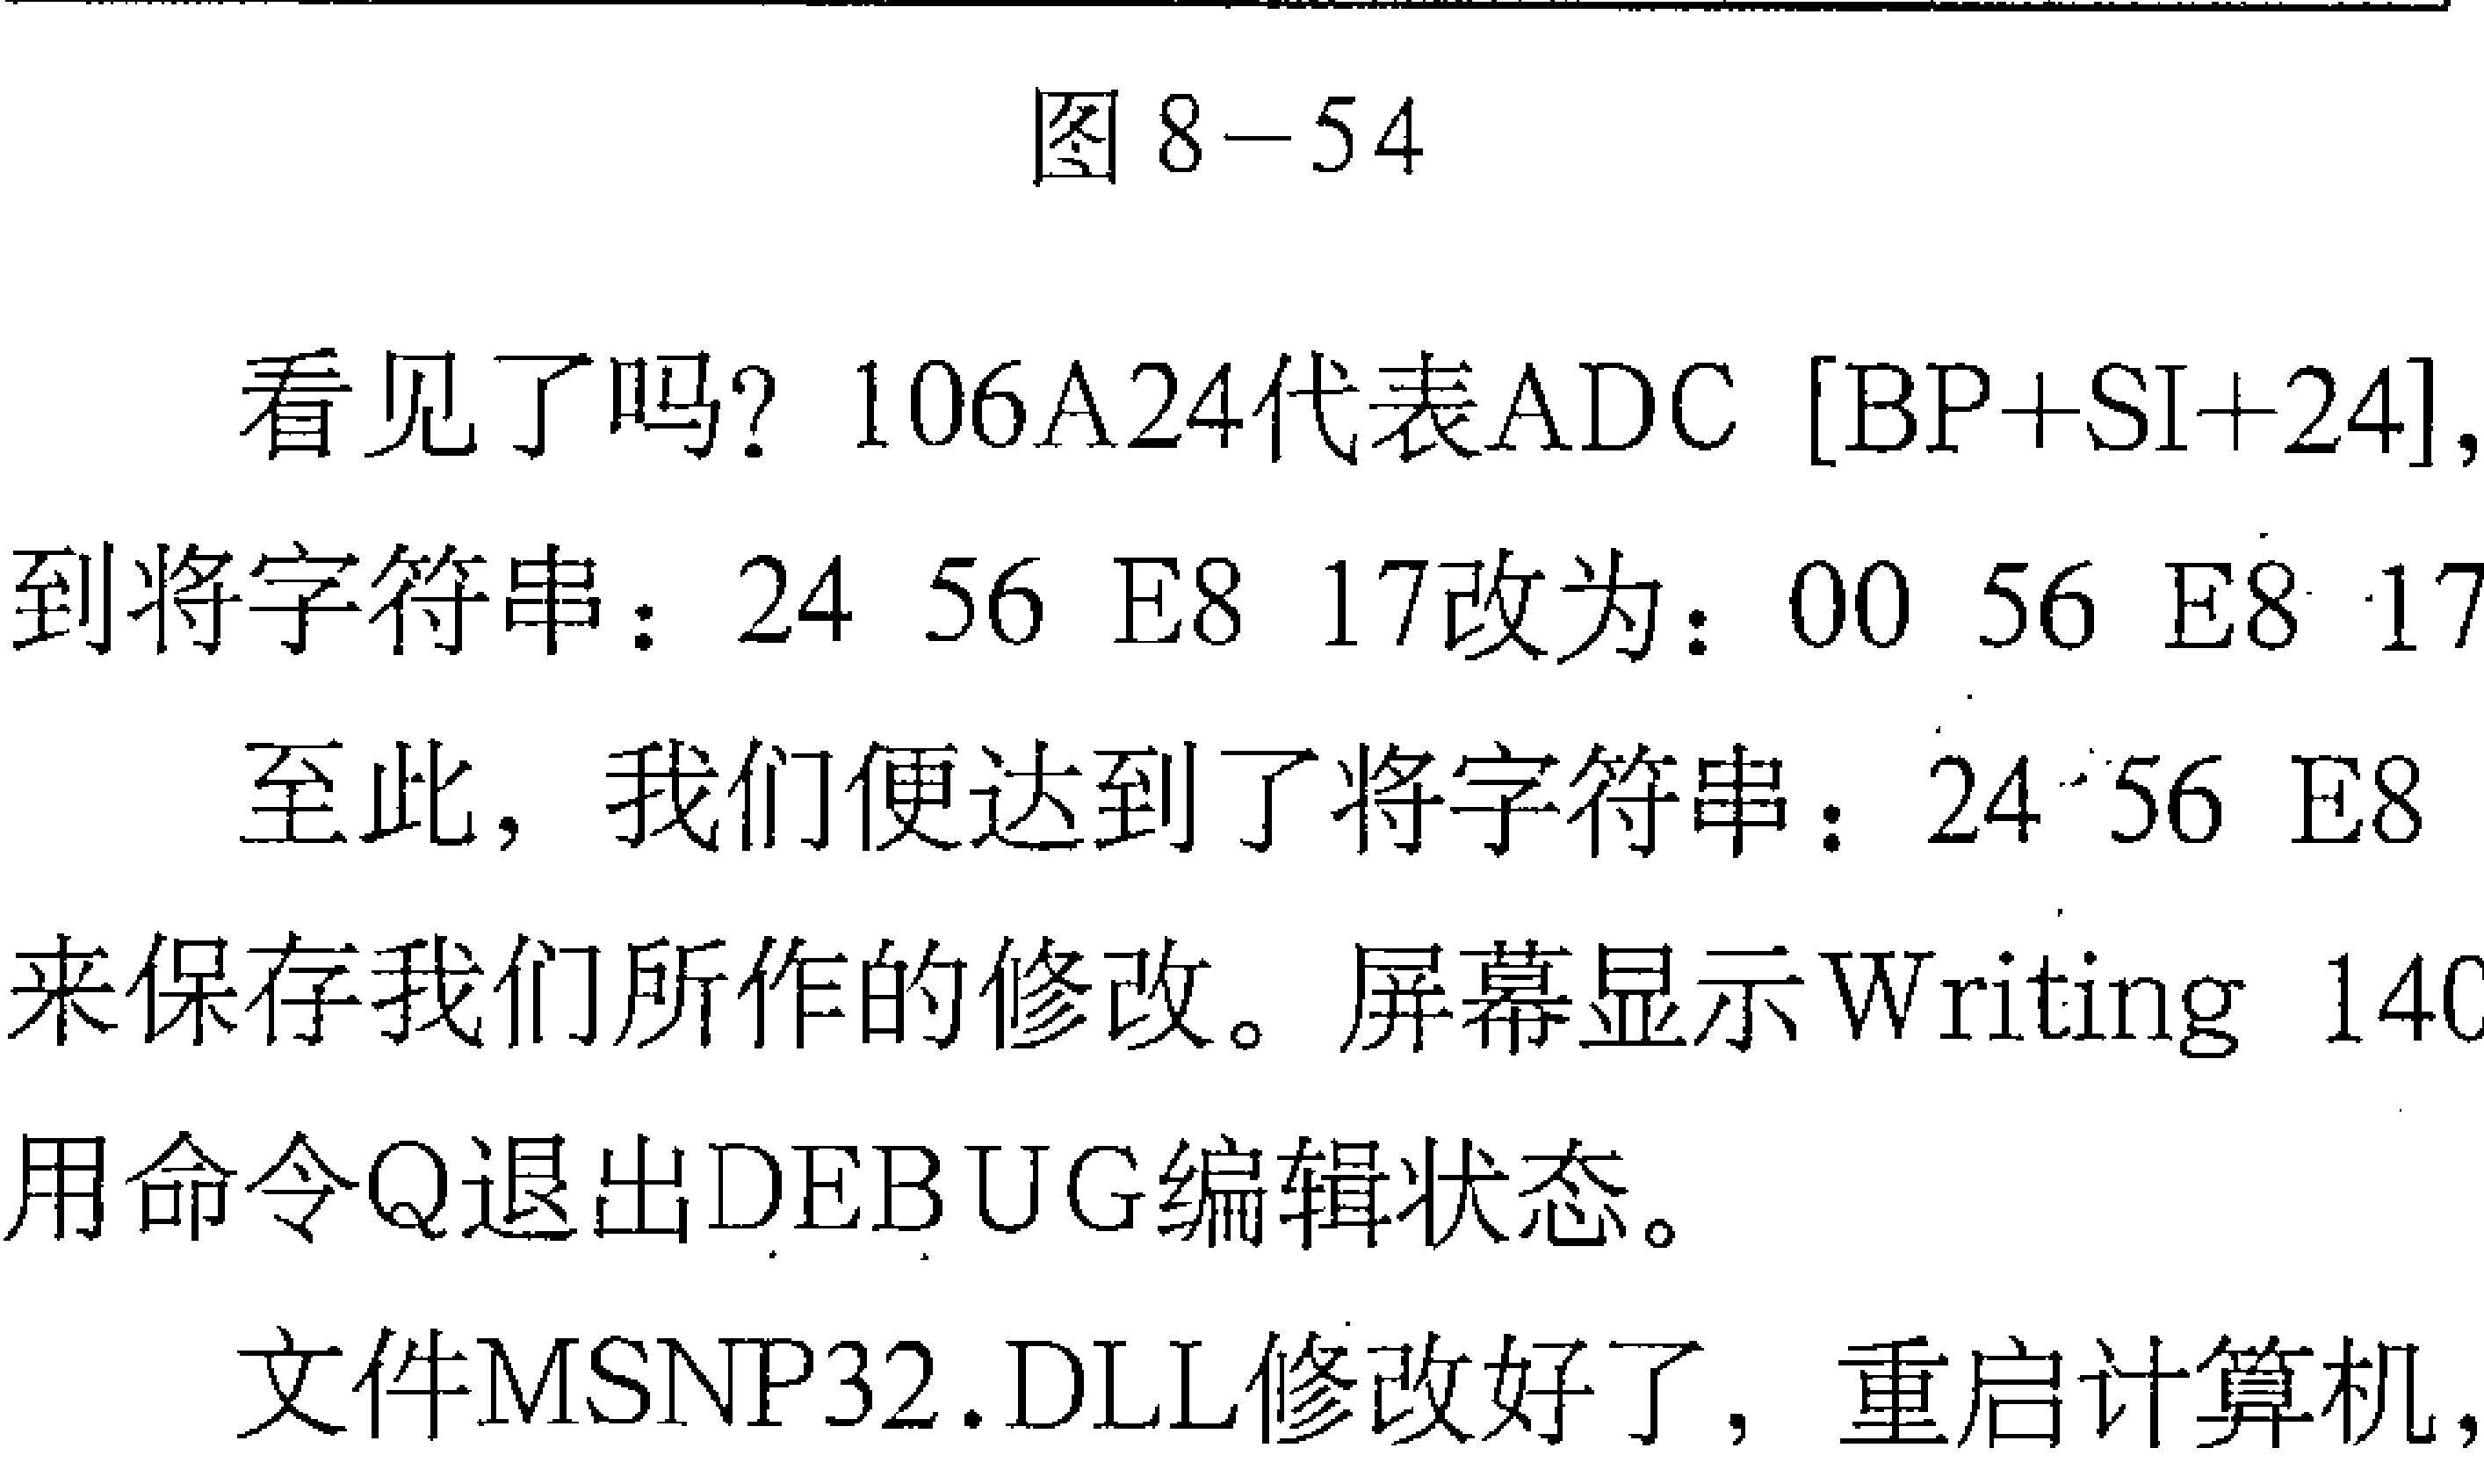 图 8－54
看见了吗？106A24代表ADC [BP+SI+24],
到将字符串：24 56 E8 17改为：00 56 E8 17
至此，我们便达到了将字符串：24 56 E8
来保存我们所作的修改。屏幕显示Writing 140
用命令Q退出DEBUG编辑状态。
文件MSNP32.DLL修改好了，重启计算机，